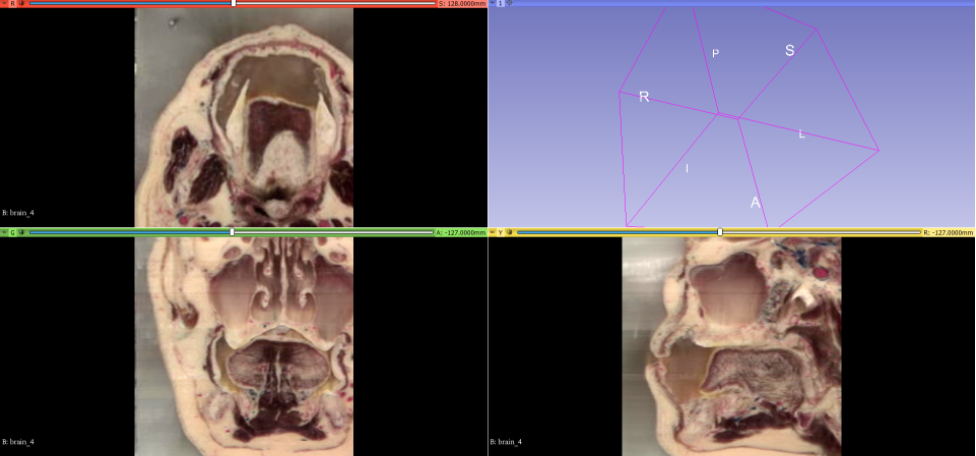 R S: 128.0000mm
1
P
S
R
L
I
A
B: brain_4
G A: -127.0000mm
Y R: -127.0000mm
B: brain_4
B: brain_4